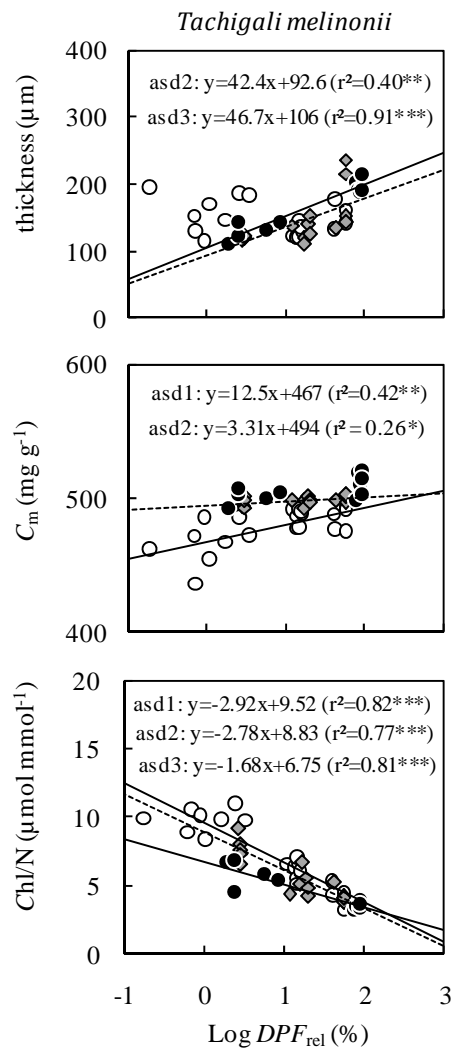 Tachigali melinonii
400
300
200
100
0
thickness (µm)
asd2: y=42.4x+92.6 (r²=0.40**)
asd3: y=46.7x+106 (r²=0.91***)
600
500
400
Cm (mg g-1)
asd1: y=12.5x+467 (r²=0.42**)
asd2: y=3.31x+494 (r²=0.26*)
20
15
10
5
0
Chl/N (µmol mmol-1)
asd1: y=-2.92x+9.52 (r²=0.82***)
asd2: y=-2.78x+8.83 (r²=0.77***)
asd3: y=-1.68x+6.75 (r²=0.81***)
-1 0 1 2 3
Log DPFrel (%)